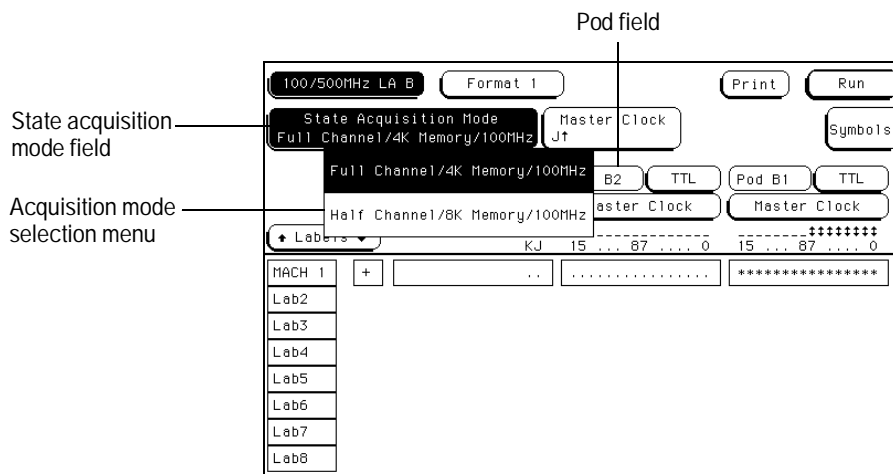 Pod field
100/500MHz LA B Format 1 Print Run
State acquisition mode field
State Acquisition Mode
Full Channel/4K Memory/100MHz
Master Clock
J↑
Symbols
Full Channel/4K Memory/100MHz
B2 TTL Pod B1 TTL
Acquisition mode selection menu
Half Channel/8K Memory/100MHz
aster Clock Master Clock
↑ Labels ↓
KJ 15 ... 87 .... 0 15 ... 87 .... 0
MACH 1 + .. ................ ****************
Lab2
Lab3
Lab4
Lab5
Lab6
Lab7
Lab8